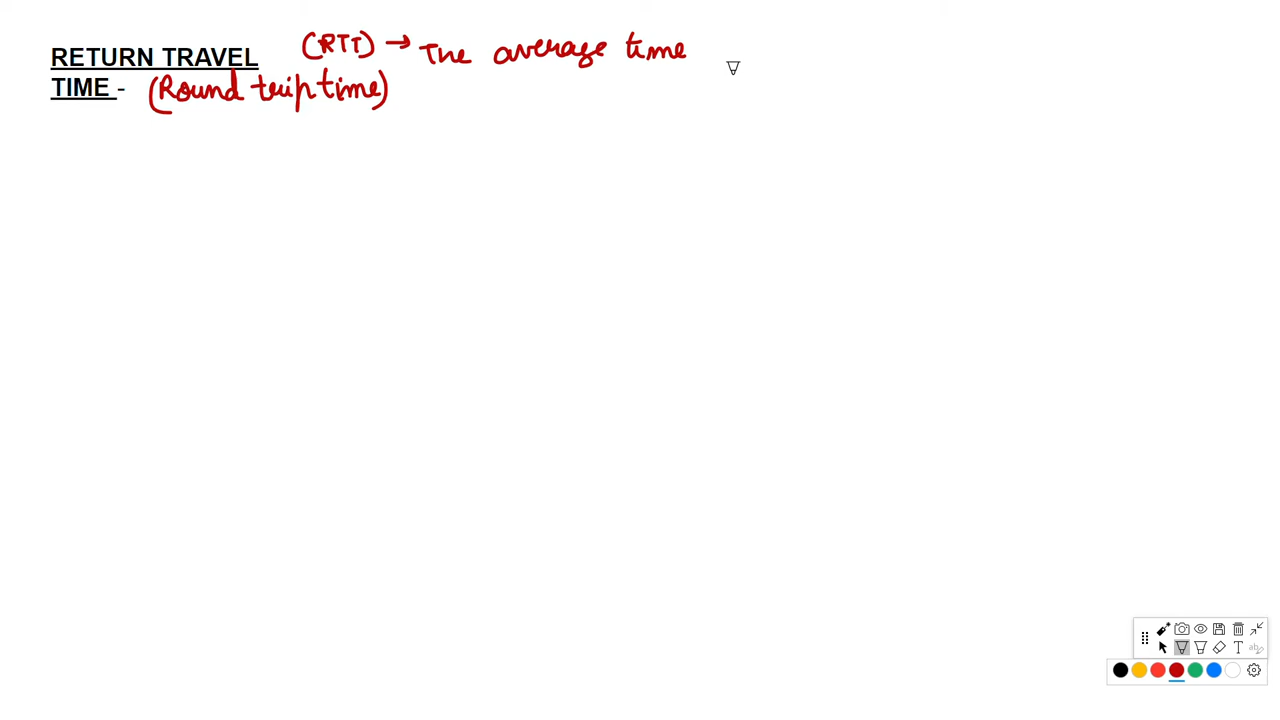 RETURN TRAVEL (RTT) → The average time
TIME - (Round trip time)